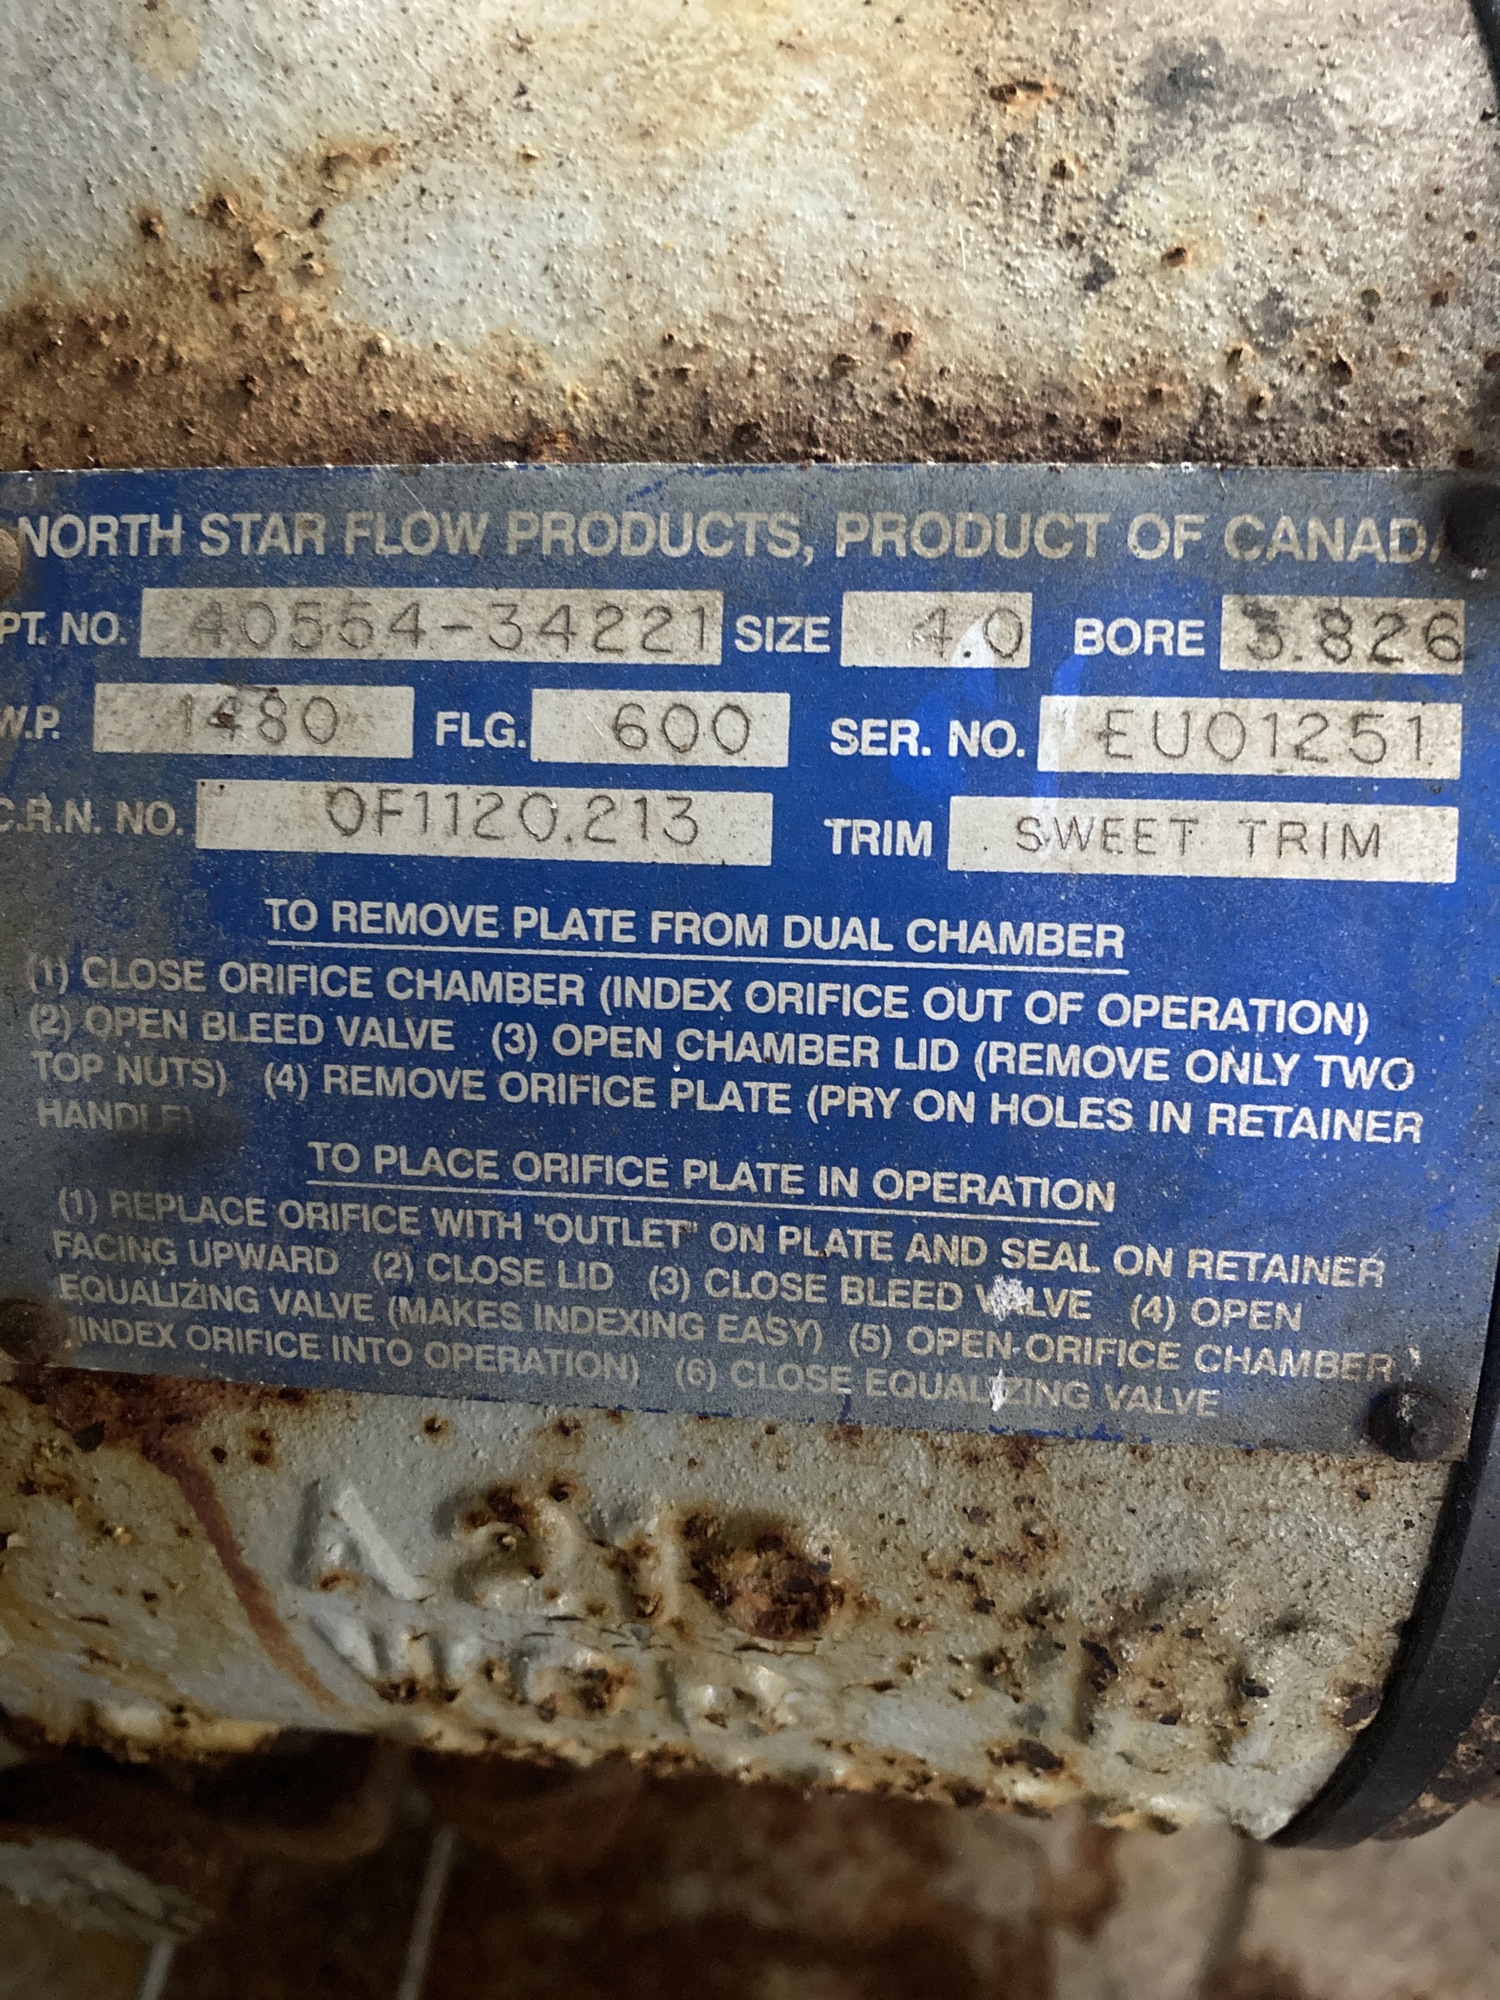 NORTH STAR FLOW PRODUCTS, PRODUCT OF CANADA
PT. NO. 40554-34221 SIZE 4.0 BORE 3.826
W.P. 1480 FLG. 600 SER. NO. EU01251
C.R.N. NO. 0F1120.213 TRIM SWEET TRIM
TO REMOVE PLATE FROM DUAL CHAMBER
(1) CLOSE ORIFICE CHAMBER (INDEX ORIFICE OUT OF OPERATION)
(2) OPEN BLEED VALVE (3) OPEN CHAMBER LID (REMOVE ONLY TWO
TOP NUTS) (4) REMOVE ORIFICE PLATE (PRY ON HOLES IN RETAINER
HANDLE)
TO PLACE ORIFICE PLATE IN OPERATION
(1) REPLACE ORIFICE WITH "OUTLET" ON PLATE AND SEAL ON RETAINER
FACING UPWARD (2) CLOSE LID (3) CLOSE BLEED VALVE (4) OPEN
EQUALIZING VALVE (MAKES INDEXING EASY) (5) OPEN ORIFICE CHAMBER
(INDEX ORIFICE INTO OPERATION) (6) CLOSE EQUALIZING VALVE